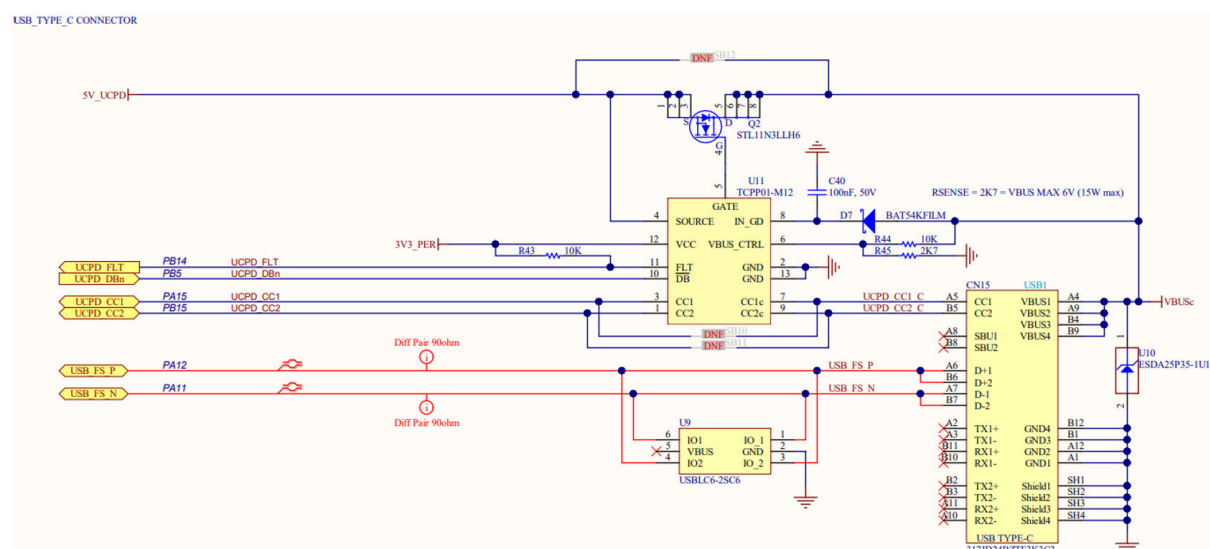 USB_TYPE_C CONNECTOR
DNF SB12
5V_UCPD
1 2 3 S D 5 6 7 8 Q2
STL11N3LLH6
G
4
5
U11
TCPP01-M12
C40
100nF, 50V
RSENSE = 2K7 = VBUS MAX 6V (15W max)
GATE
4 SOURCE IN_GD 8
D7 BAT54KFILM
3V3_PER
12 VCC VBUS_CTRL 6
R44 10K
R45 2K7
R43 10K
UCPD_FLT PB14 UCPD_FLT 11 FLT GND 2
UCPD_DBn PB5 UCPD_DBn 10 DB GND 13
CN15 USB1
UCPD_CC1 PA15 UCPD_CC1 3 CC1 CC1c 7 UCPD_CC1_C A5 CC1 VBUS1 A4
UCPD_CC2 PB15 UCPD_CC2 1 CC2 CC2c 9 UCPD_CC2_C B5 CC2 VBUS2 A9
VBUSc
VBUS3 B4
DNF SB10
A8 SBU1 VBUS4 B9
DNF SB11
B8 SBU2
1
U10
ESDA25P35-1U1
2
Diff Pair 90ohm
USB_FS_P PA12 USB_FS_P A6 D+1
B6 D+2
USB_FS_N PA11 USB_FS_N A7 D-1
B7 D-2
Diff Pair 90ohm
U9
6 IO1 IO_1 1
5 VBUS GND 2
4 IO2 IO_2 3
USBLC6-2SC6
A2 TX1+ GND4 B12
A3 TX1- GND3 B1
B11 RX1+ GND2 A12
B10 RX1- GND1 A1
B2 TX2+ Shield1 SH1
B3 TX2- Shield2 SH2
A11 RX2+ Shield3 SH3
A10 RX2- Shield4 SH4
USB TYPE-C